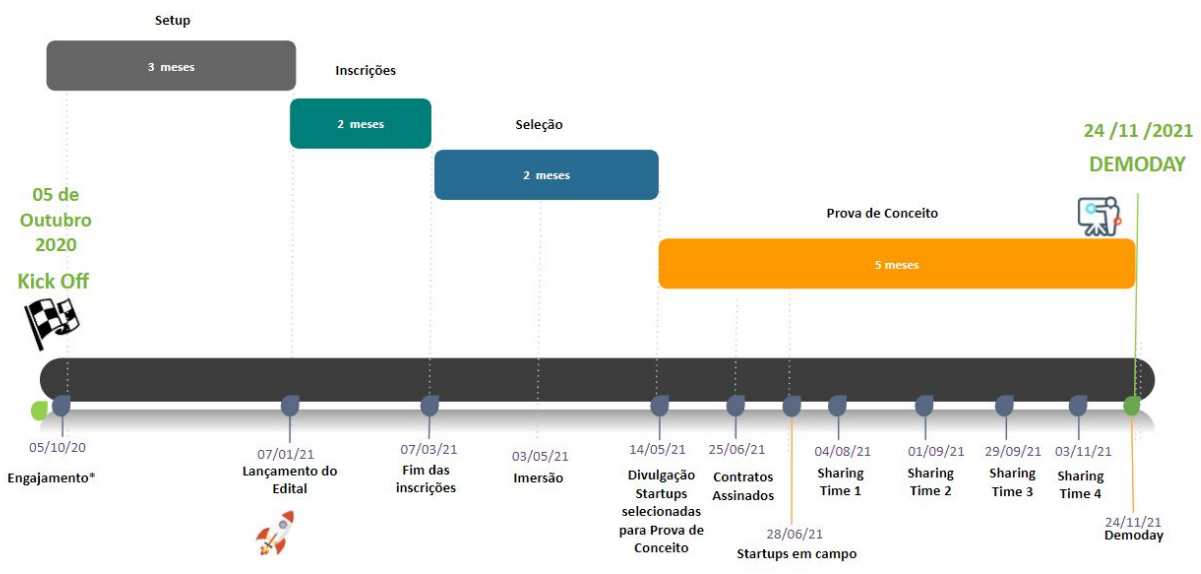 Setup
3 meses
Inscrições
2 meses
Seleção
2 meses
24 /11 /2021
DEMODAY
05 de
Outubro
2020
Kick Off
Prova de Conceito
5 meses
05/10/20
Engajamento*
07/01/21
Lançamento do
Edital
07/03/21
Fim das
inscrições
03/05/21
Imersão
14/05/21
Divulgação
Startups
selecionadas
para Prova de
Conceito
25/06/21
Contratos
Assinados
28/06/21
Startups em campo
04/08/21
Sharing
Time 1
01/09/21
Sharing
Time 2
29/09/21
Sharing
Time 3
03/11/21
Sharing
Time 4
24/11/21
Demoday